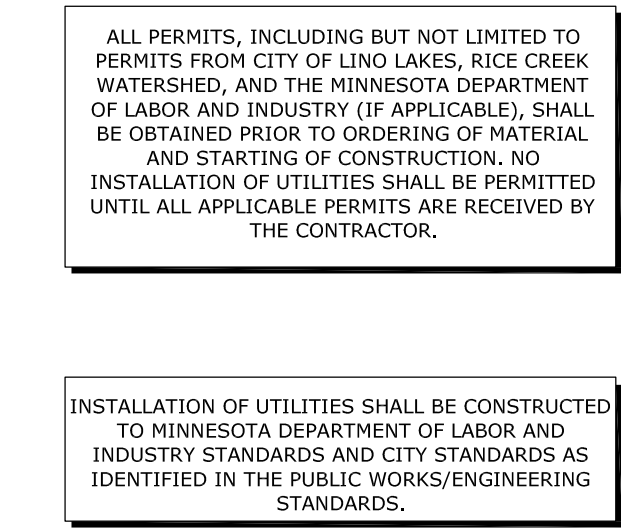 ALL PERMITS, INCLUDING BUT NOT LIMITED TO
PERMITS FROM CITY OF LINO LAKES, RICE CREEK
WATERSHED, AND THE MINNESOTA DEPARTMENT
OF LABOR AND INDUSTRY (IF APPLICABLE), SHALL
BE OBTAINED PRIOR TO ORDERING OF MATERIAL
AND STARTING OF CONSTRUCTION. NO
INSTALLATION OF UTILITIES SHALL BE PERMITTED
UNTIL ALL APPLICABLE PERMITS ARE RECEIVED BY
THE CONTRACTOR.
INSTALLATION OF UTILITIES SHALL BE CONSTRUCTED
TO MINNESOTA DEPARTMENT OF LABOR AND
INDUSTRY STANDARDS AND CITY STANDARDS AS
IDENTIFIED IN THE PUBLIC WORKS/ENGINEERING
STANDARDS.